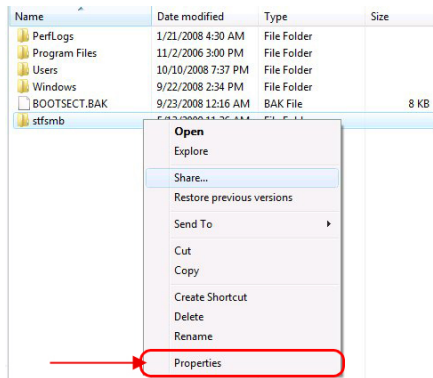 Name Date modified Type Size
PerfLogs 1/21/2008 4:30 AM File Folder
Program Files 11/2/2006 3:00 PM File Folder
Users 10/10/2008 7:37 PM File Folder
Windows 9/22/2008 2:34 PM File Folder
BOOTSECT.BAK 9/23/2008 12:16 AM BAK File 8 KB
stfsmb
Open
Explore
Share...
Restore previous versions
Send To
Cut
Copy
Create Shortcut
Delete
Rename
Properties